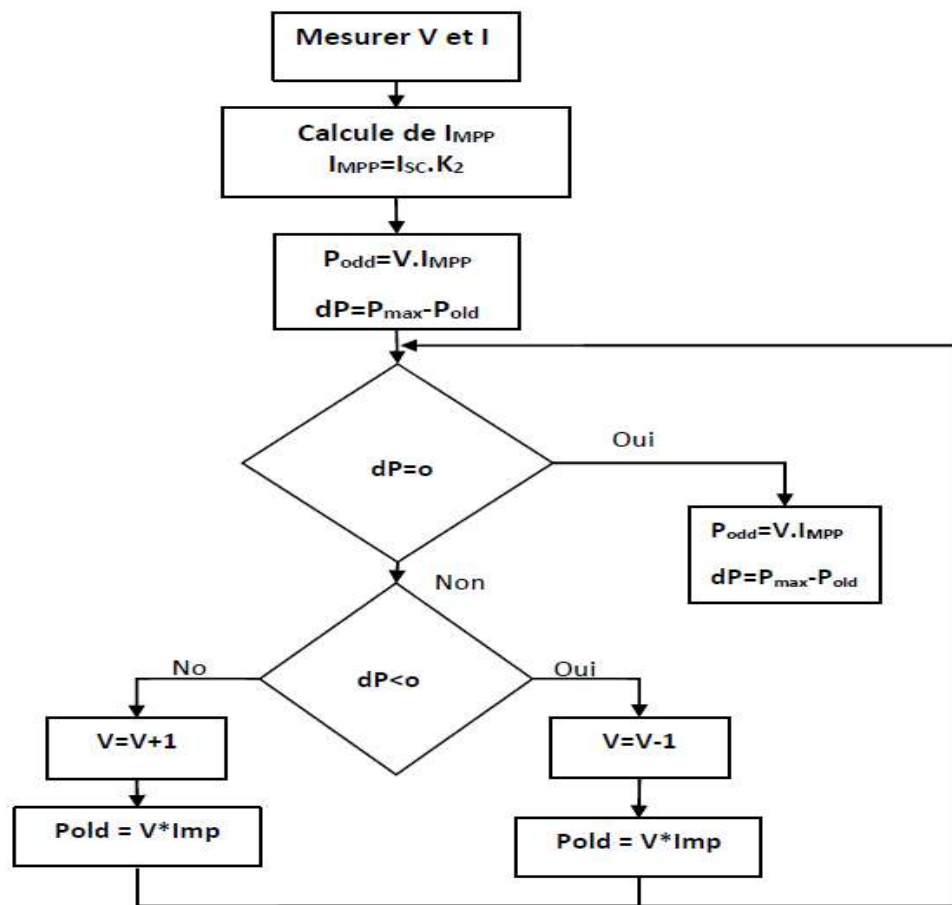 Mesurer V et I
Calcule de IMPP
IMPP=ISC.K2
Podd=V.IMPP
dP=Pmax-Pold
dP=o
Oui
Podd=V.IMPP
dP=Pmax-Pold
Non
dP<o
No
Oui
V=V+1
V=V-1
Pold = V*Imp
Pold = V*Imp